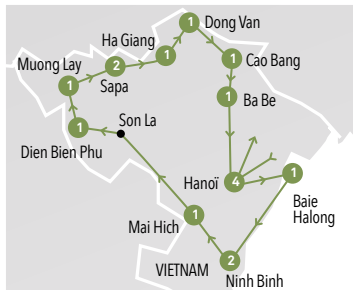 1
Dong Van
Ha Giang
1
Cao Bang
1
Muong Lay
2
1
Sapa
1
Ba Be
Son La
1
Dien Bien Phu
Hanoï
4
1
Baie
Halong
Mai Hich
1
VIETNAM
2
Ninh Binh